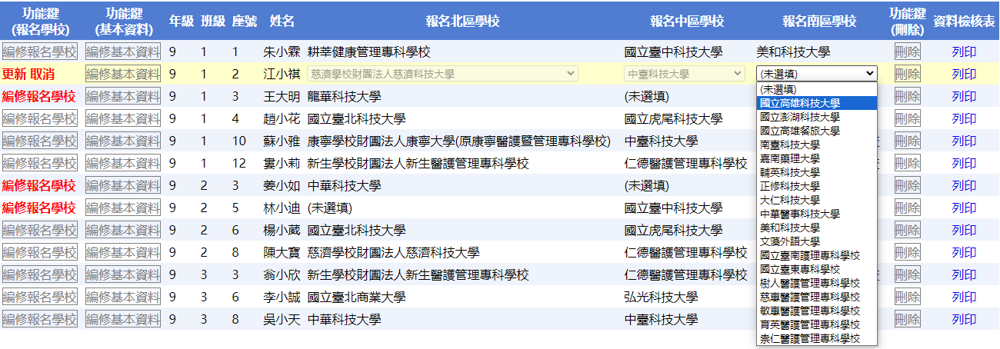 功能鍵 (報名學校) 功能鍵 (基本資料) 年級 班級 座號 姓名 報名北區學校 報名中區學校 報名南區學校 功能鍵 (刪除) 資料檢核表
編修報名學校 編修基本資料 9 1 1 朱小霖 耕莘健康管理專科學校 國立臺中科技大學 美和科技大學 刪除 列印
更新 取消 編修基本資料 9 1 2 江小祺 慈濟學校財團法人慈濟科技大學 中臺科技大學 (未選填) 刪除 列印
編修報名學校 編修基本資料 9 1 3 王大明 龍華科技大學 (未選填) 刪除 列印
編修報名學校 編修基本資料 9 1 4 趙小花 國立臺北科技大學 國立虎尾科技大學 刪除 列印
編修報名學校 編修基本資料 9 1 10 蘇小雅 康寧學校財團法人康寧大學(原康寧醫護暨管理專科學校) 中臺科技大學 刪除 列印
編修報名學校 編修基本資料 9 1 12 婁小莉 新生學校財團法人新生醫護管理專科學校 仁德醫護管理專科學校 刪除 列印
編修報名學校 編修基本資料 9 2 3 姜小如 中華科技大學 (未選填) 刪除 列印
編修報名學校 編修基本資料 9 2 5 林小迪 (未選填) 國立臺中科技大學 刪除 列印
編修報名學校 編修基本資料 9 2 6 楊小葳 國立臺北科技大學 國立虎尾科技大學 刪除 列印
編修報名學校 編修基本資料 9 2 8 陳大寶 慈濟學校財團法人慈濟科技大學 仁德醫護管理專科學校 刪除 列印
編修報名學校 編修基本資料 9 3 3 翁小欣 新生學校財團法人新生醫護管理專科學校 仁德醫護管理專科學校 刪除 列印
編修報名學校 編修基本資料 9 3 6 李小誠 國立臺北商業大學 弘光科技大學 刪除 列印
編修報名學校 編修基本資料 9 3 8 吳小天 中華科技大學 中臺科技大學 刪除 列印
(未選填)
國立高雄科技大學
國立澎湖科技大學
國立高雄餐旅大學
南臺科技大學
嘉南藥理大學
輔英科技大學
正修科技大學
大仁科技大學
中華醫事科技大學
美和科技大學
文藻外語大學
國立臺南護理專科學校
國立臺東專科學校
樹人醫護管理專科學校
慈惠醫護管理專科學校
敏惠醫護管理專科學校
育英醫護管理專科學校
崇仁醫護管理專科學校